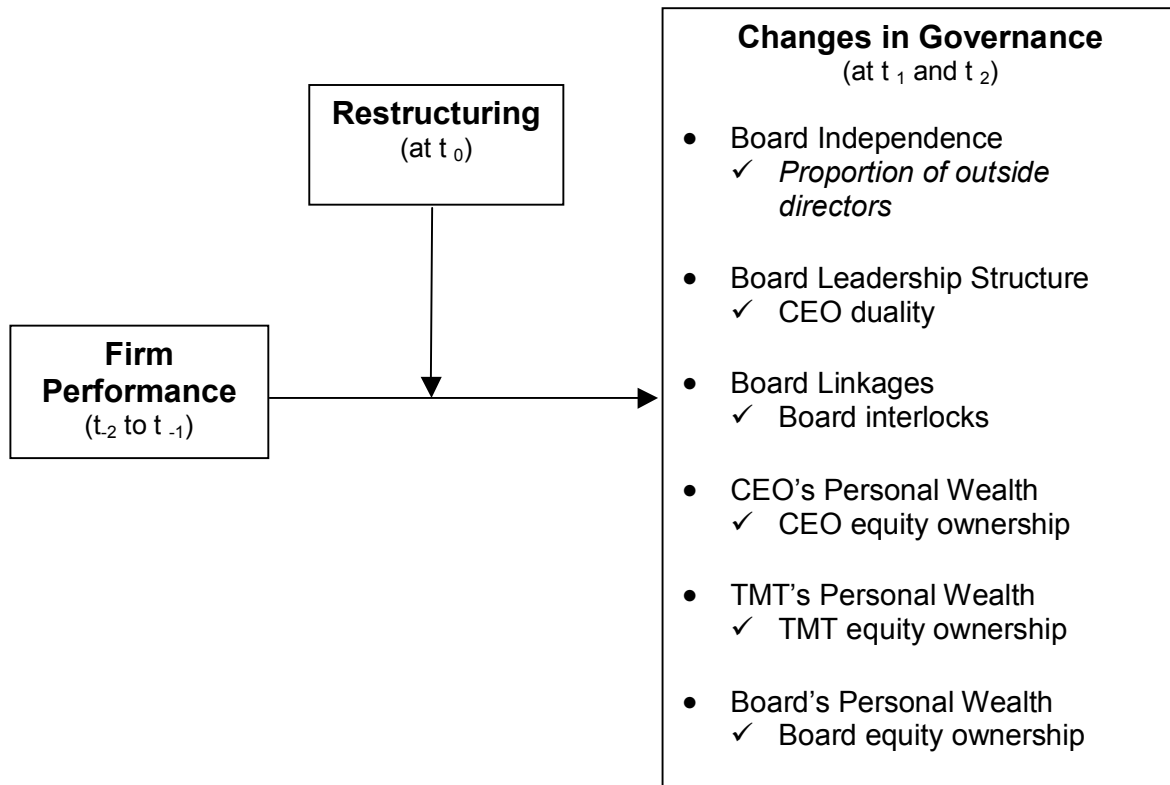 Restructuring
(at t 0)
Firm
Performance
(t-2 to t -1)
Changes in Governance
(at t 1 and t 2)
• Board Independence
✓ Proportion of outside
directors
• Board Leadership Structure
✓ CEO duality
• Board Linkages
✓ Board interlocks
• CEO’s Personal Wealth
✓ CEO equity ownership
• TMT’s Personal Wealth
✓ TMT equity ownership
• Board’s Personal Wealth
✓ Board equity ownership